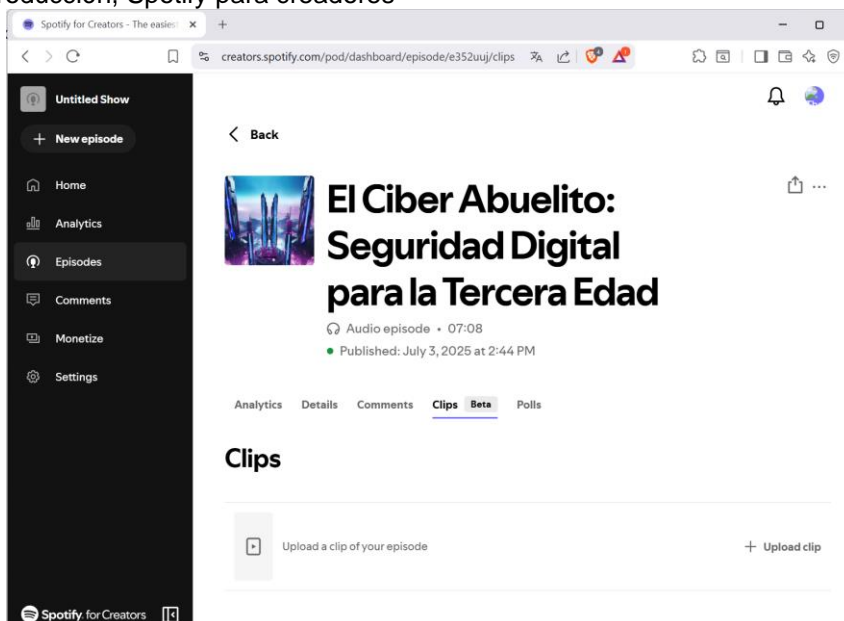 roducción, Spotify para creadores
Spotify for Creators - The easies
creators.spotify.com/pod/dashboard/episode/e352uuj/clips
Untitled Show
+ New episode
Home
Analytics
Episodes
Comments
Monetize
Settings
Spotify for Creators
Back
El Ciber Abuelito:
Seguridad Digital
para la Tercera Edad
Audio episode • 07:08
Published: July 3, 2025 at 2:44 PM
Analytics Details Comments Clips Beta Polls
Clips
Upload a clip of your episode
+ Upload clip